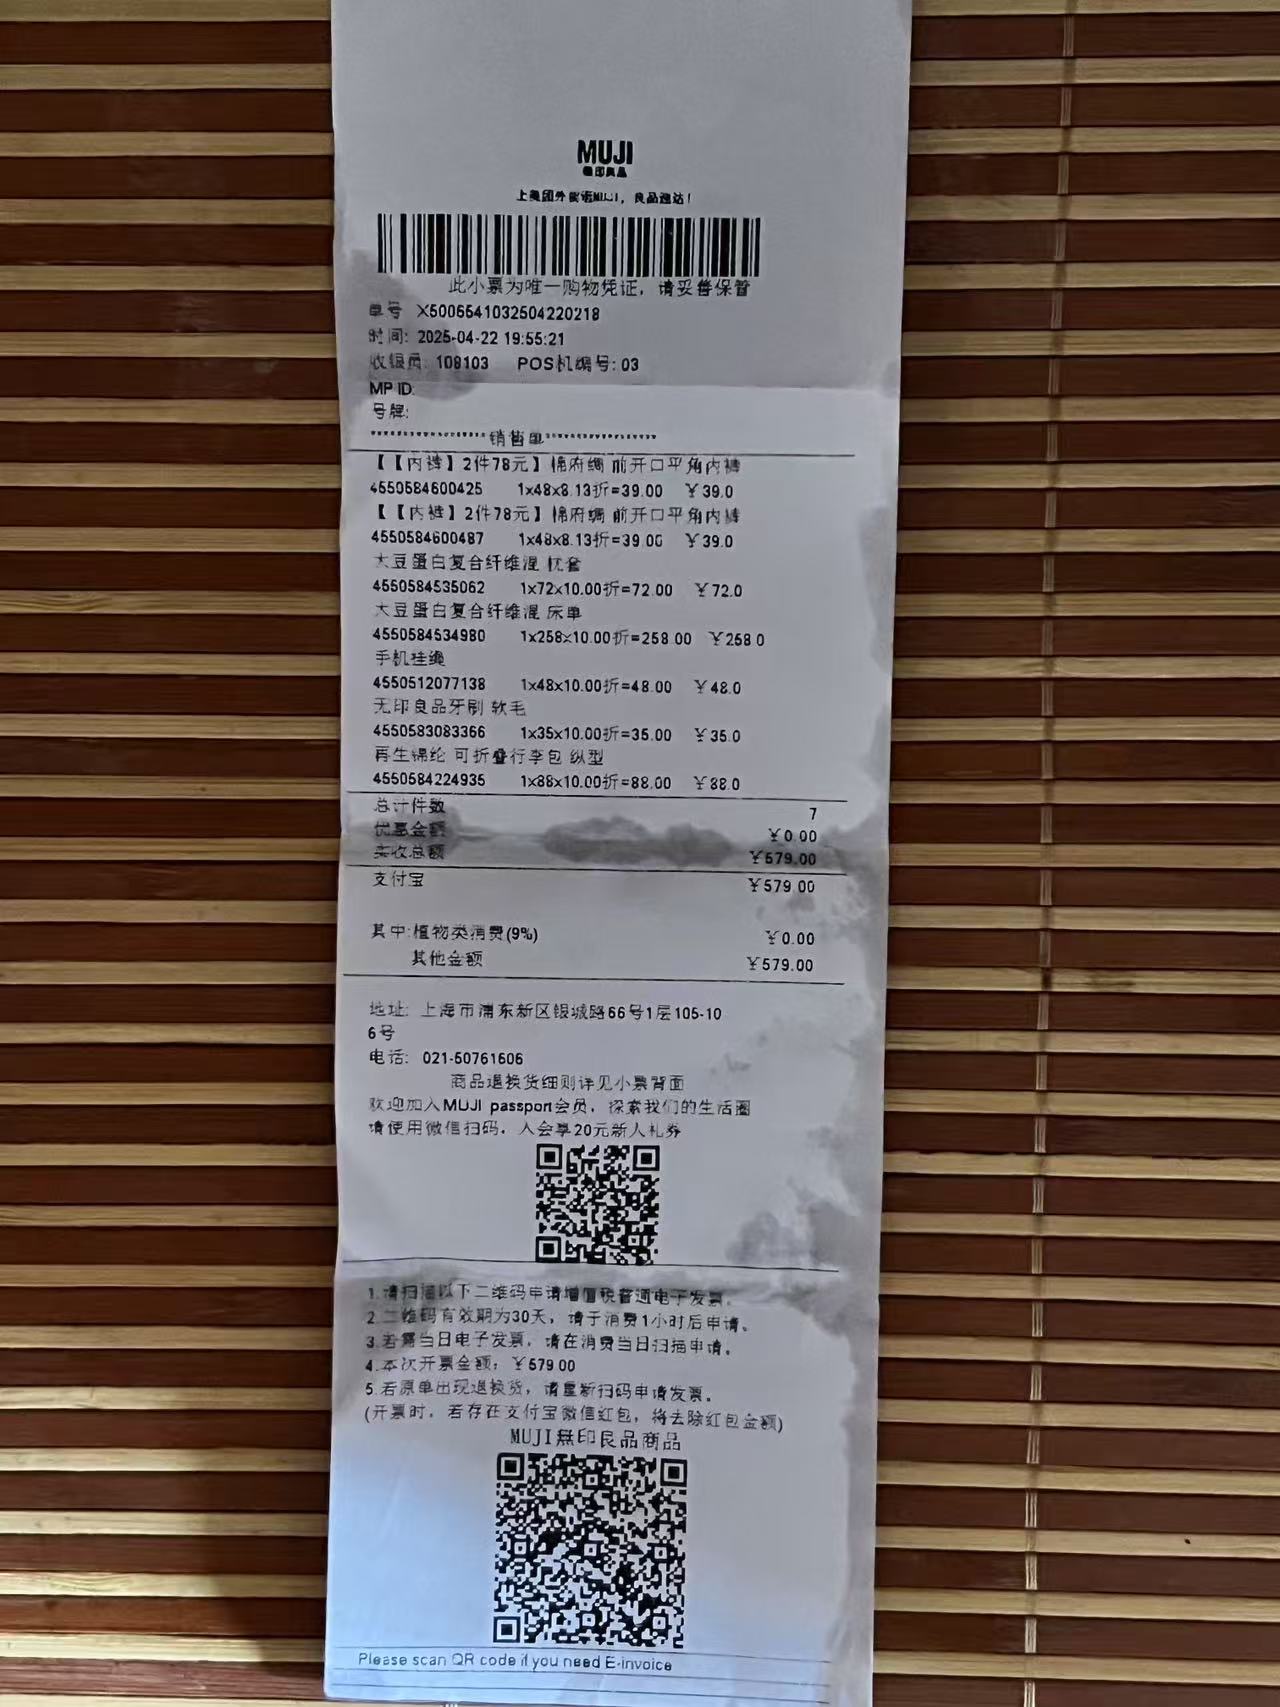 MUJI
無印良品
上美团外卖逛MUJI，良品速达！
此小票为唯一购物凭证，请妥善保管
单号 X5006541032504220218
时间: 2025-04-22 19:55:21
收银员: 108103 POS机编号: 03
MP ID:
号牌:
******************销售单******************
【【内裤】2件78元】棉府绸 前开口平角内裤
4550584600425 1x48x8.13折=39.00 ￥39.0
【【内裤】2件78元】棉府绸 前开口平角内裤
4550584600487 1x48x8.13折=39.00 ￥39.0
大豆蛋白复合纤维混 枕套
4550584535062 1x72x10.00折=72.00 ￥72.0
大豆蛋白复合纤维混 床单
4550584534980 1x258x10.00折=258.00 ￥258.0
手机挂绳
4550512077138 1x48x10.00折=48.00 ￥48.0
无印良品牙刷 软毛
4550583083366 1x35x10.00折=35.00 ￥35.0
再生锦纶 可折叠行李包 纵型
4550584224935 1x88x10.00折=88.00 ￥88.0
总计件数 7
优惠金额 ￥0.00
实收总额 ￥579.00
支付宝 ￥579.00
其中:植物类消费(9%) ￥0.00
其他金额 ￥579.00
地址: 上海市浦东新区银城路66号1层105-10
6号
电话: 021-50761606
商品退换货细则详见小票背面
欢迎加入MUJI passport会员，探索我们的生活圈
请使用微信扫码，入会享20元新人礼券
1.请扫描以下二维码申请增值税普通电子发票。
2.二维码有效期为30天，请于消费1小时后申请。
3.若需当日电子发票，请在消费当日扫描申请。
4.本次开票金额：￥579.00
5.若原单出现退换货，请重新扫码申请发票。
(开票时，若存在支付宝微信红包，将去除红包金额)
MUJI無印良品商品
Please scan QR code if you need E-invoice